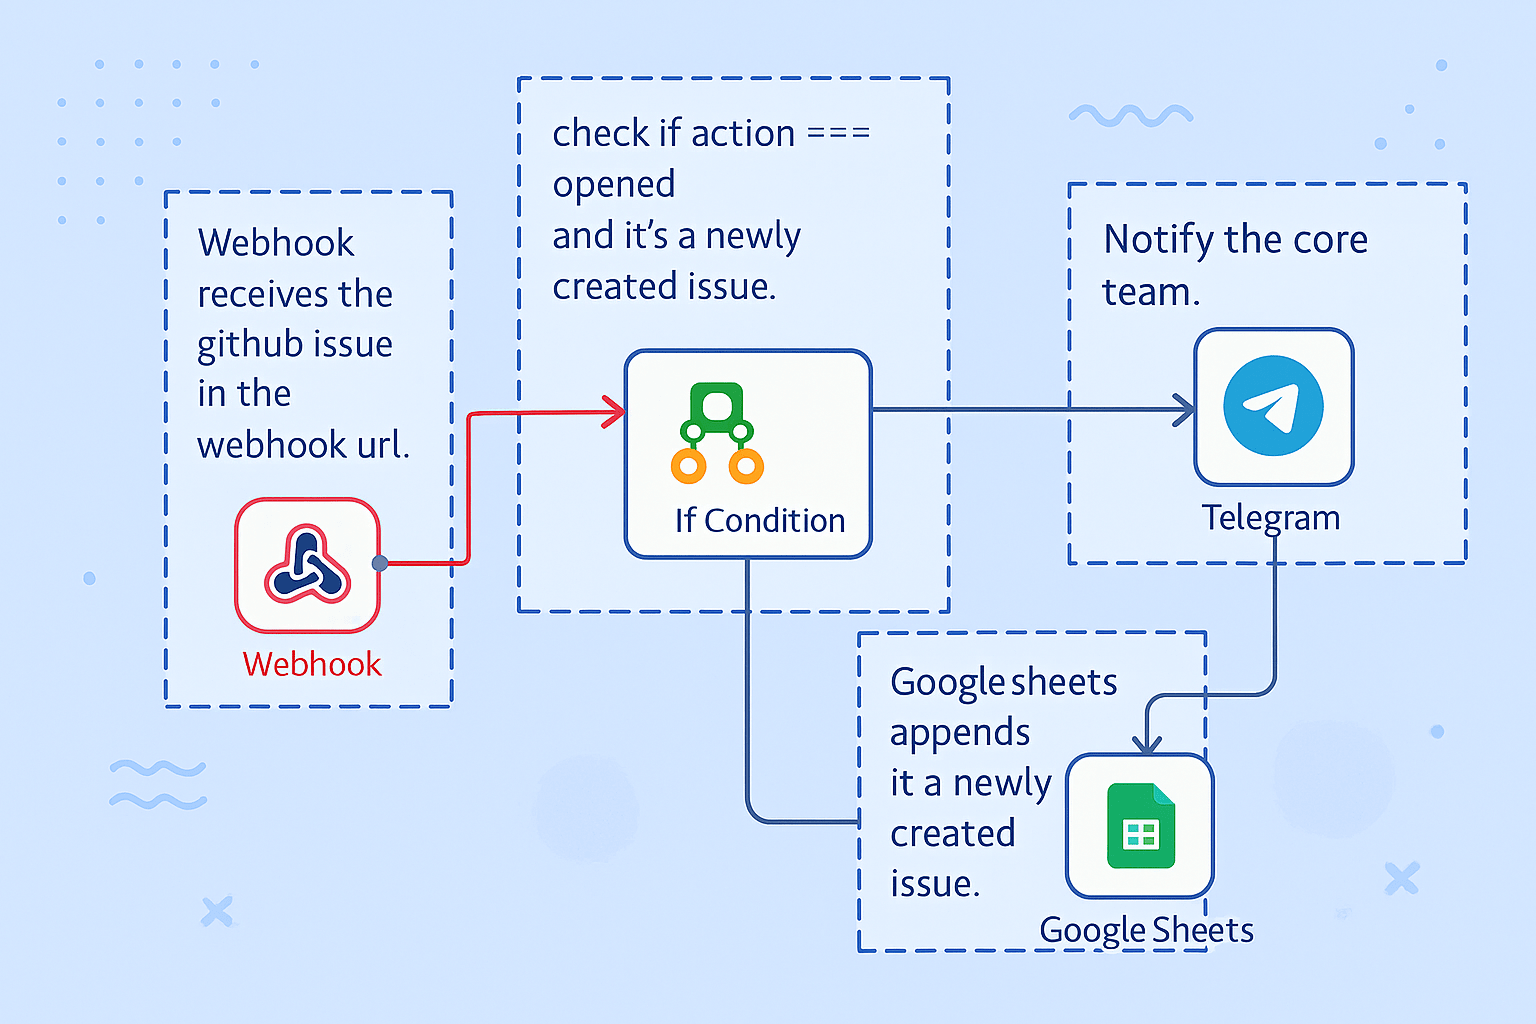 Webhook
receives the
github issue
in the
webhook url.
Webhook
check if action ===
opened
and it's a newly
created issue.
If Condition
Notify the core
team.
Telegram
Google sheets
appends
it a newly
created
issue.
Google Sheets